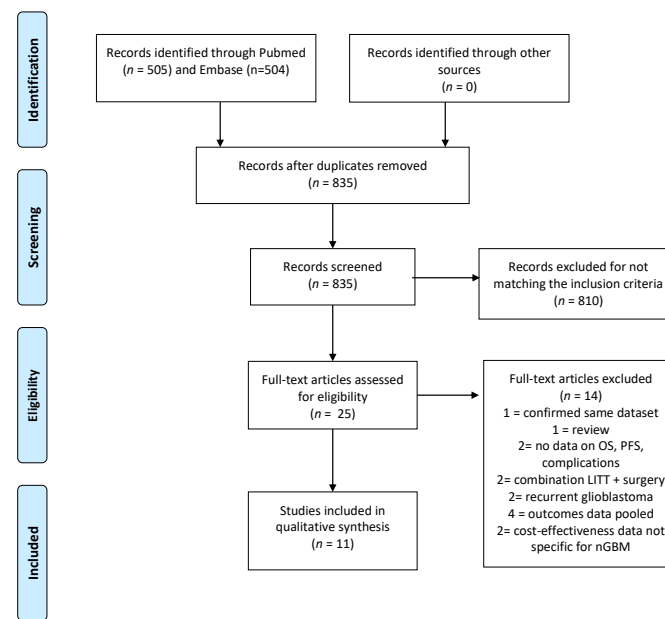 Identification
Records identified through Pubmed
(n = 505) and Embase (n=504)
Records identified through other
sources
(n = 0)
Records after duplicates removed
(n = 835)
Screening
Records screened
(n = 835)
Records excluded for not
matching the inclusion criteria
(n = 810)
Eligibility
Full-text articles assessed
for eligibility
(n = 25)
Full-text articles excluded
(n = 14)
1 = confirmed same dataset
1 = review
2= no data on OS, PFS,
complications
2= combination LITT + surgery
2= recurrent glioblastoma
4 = outcomes data pooled
2= cost-effectiveness data not
specific for nGBM
Included
Studies included in
qualitative synthesis
(n = 11)